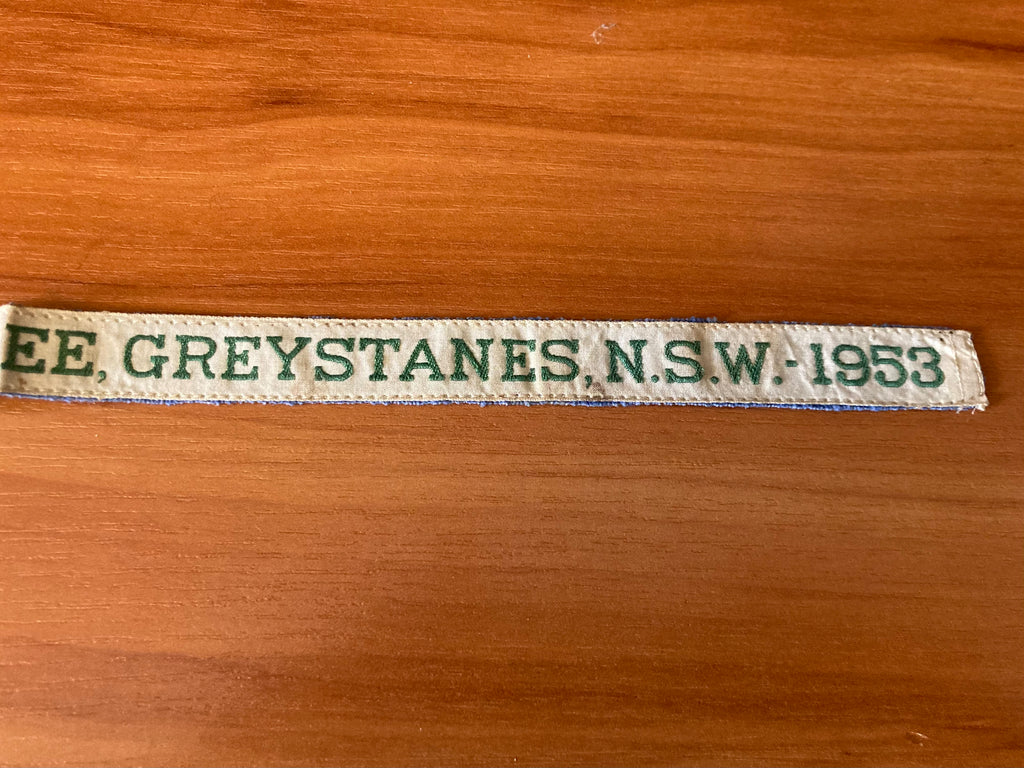 EE, GREYSTANES, N.S.W.-1953